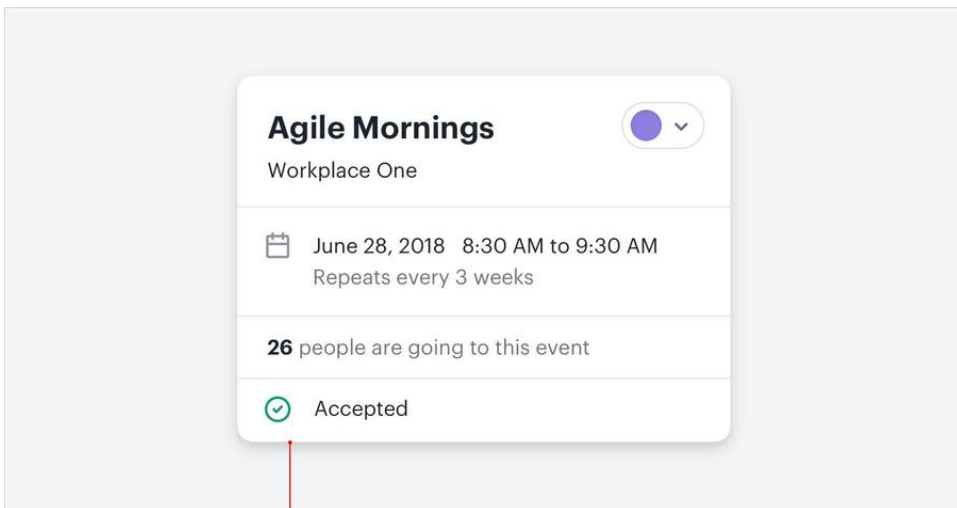 Agile Mornings
Workplace One
June 28, 2018 8:30 AM to 9:30 AM
Repeats every 3 weeks
26 people are going to this event
Accepted